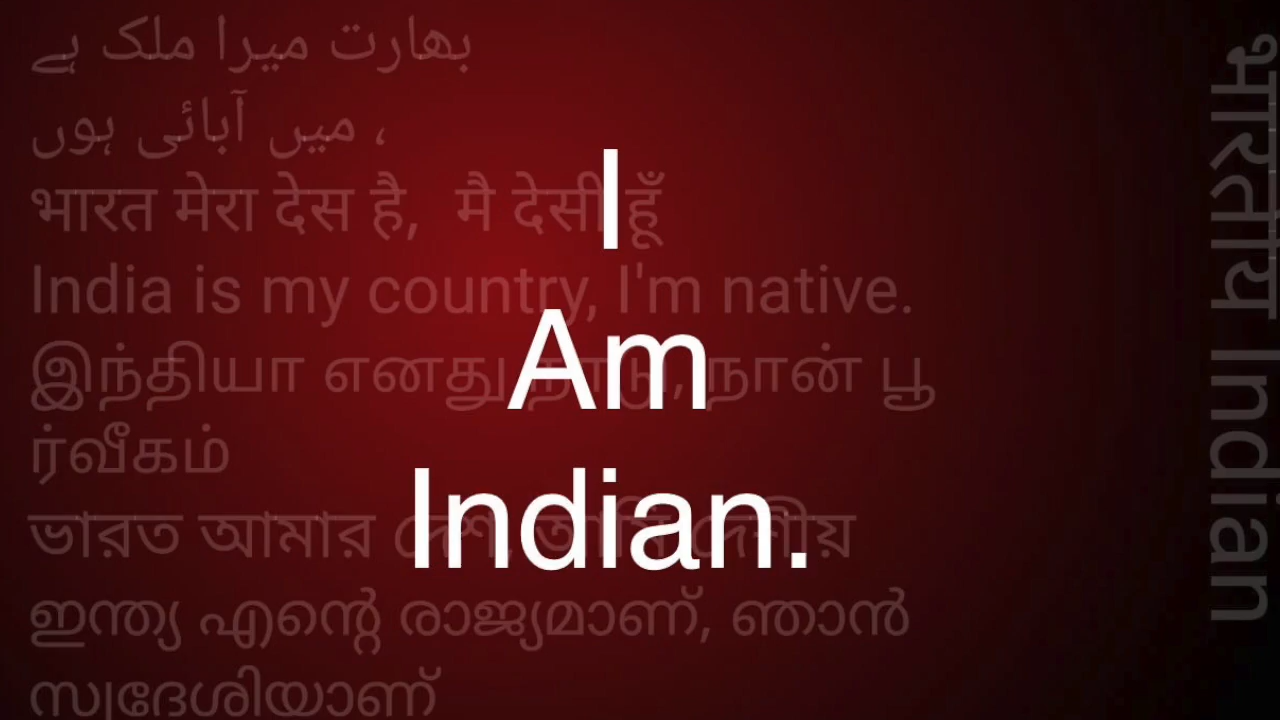 بھارت میرا ملک ہے
، میں آبائی ہوں
भारत मेरा देस है, मै देसी हूँ
India is my country, I'm native.
இந்தியா எனது நாடு, நான் பூ
ர்வீகம்
ভারত আমার দেশ, আমি দেশীয়
ഇന്ത്യ എന്റെ രാജ്യമാണ്, ഞാൻ
സ്വദേശിയാണ്
I
Am
Indian.
भारतीय Indian